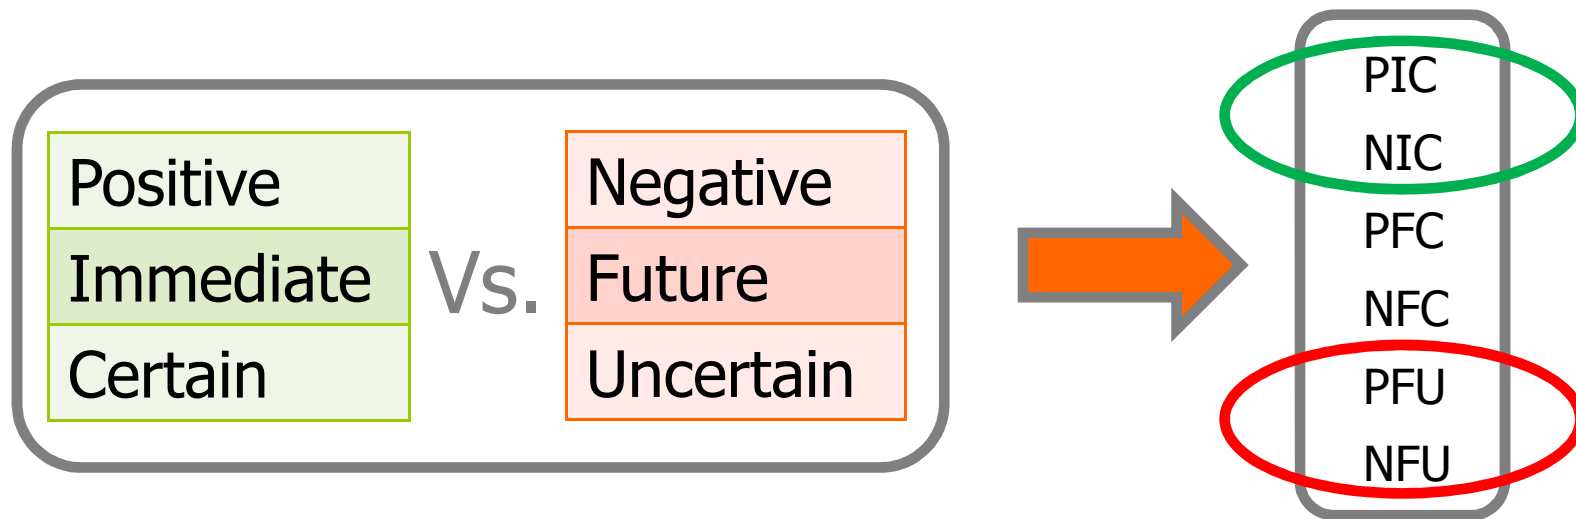 Positive
Immediate
Certain
Vs.
Negative
Future
Uncertain
PIC
NIC
PFC
NFC
PFU
NFU